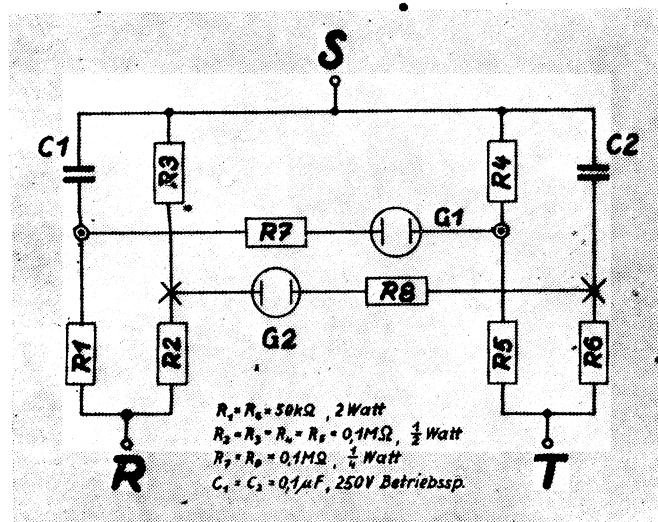 S
C1
R3
R4
C2
R7
G1
G2
R8
R1
R2
R5
R6
R₁ = R₆ = 50kΩ , 2 Watt
R₂ = R₃ = R₄ = R₅ = 0,1MΩ, ½ Watt
R₇ = R₈ = 0,1MΩ, ¼ Watt
C₁ = C₂ = 0,1µF, 250V Betriebssp.
R
T